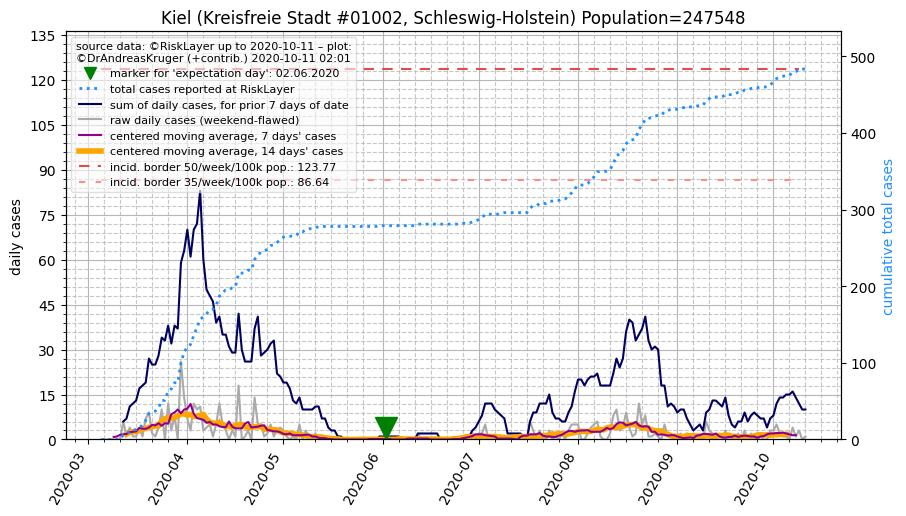 Kiel (Kreisfreie Stadt #01002, Schleswig-Holstein) Population=247548
source data: ©RiskLayer up to 2020-10-11 – plot:
©DrAndreasKruger (+contrib.) 2020-10-11 02:01
marker for 'expectation day': 02.06.2020
total cases reported at RiskLayer
sum of daily cases, for prior 7 days of date
raw daily cases (weekend-flawed)
centered moving average, 7 days' cases
centered moving average, 14 days' cases
incid. border 50/week/100k pop.: 123.77
incid. border 35/week/100k pop.: 86.64
daily cases
135
120
105
90
75
60
45
30
15
0
500
400
300
200
100
0
cumulative total cases
2020-03
2020-04
2020-05
2020-06
2020-07
2020-08
2020-09
2020-10